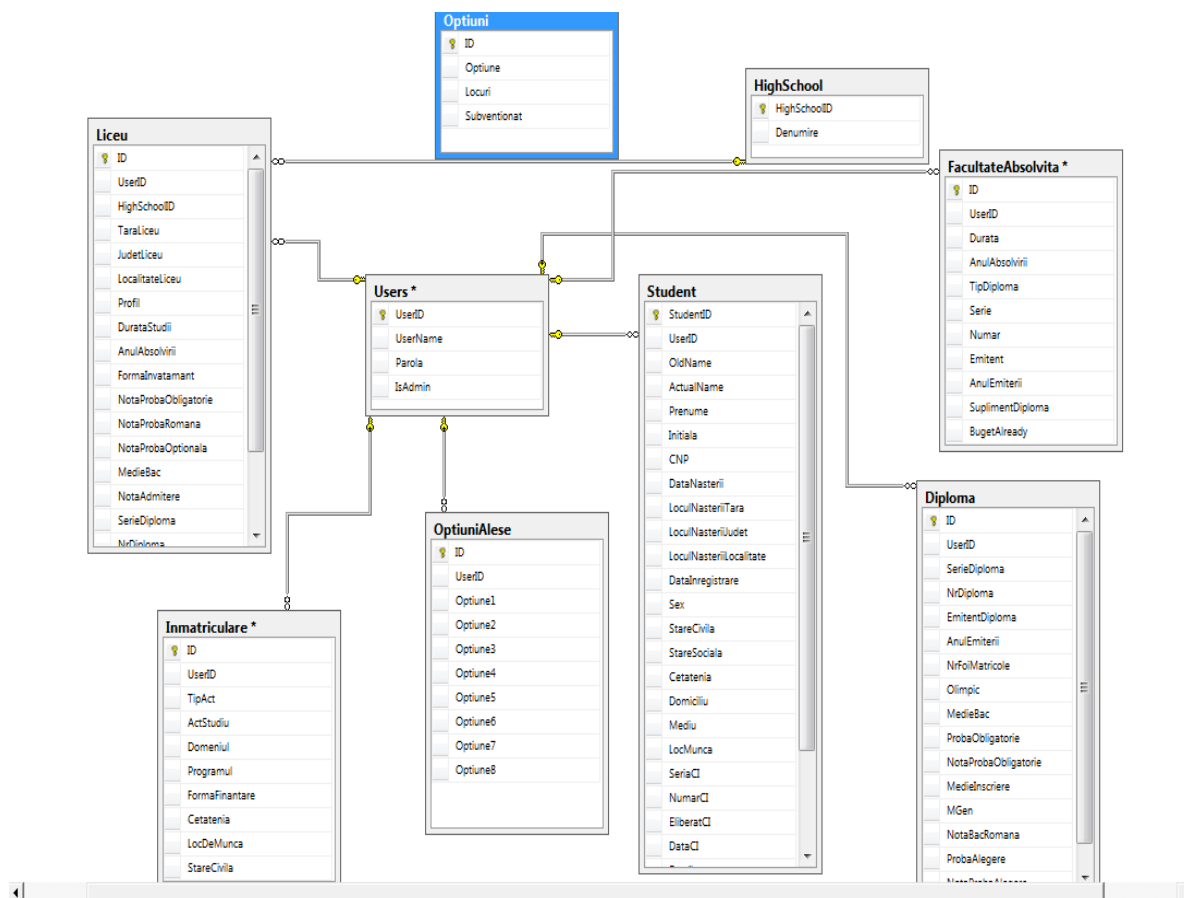 Optiuni
ID
Optiune
Locuri
Subventionat
HighSchool
HighSchoolID
Denumire
Liceu
ID
UserID
HighSchoolID
TaraLiceu
JudetLiceu
LocalitateLiceu
Profil
DurataStudii
AnulAbsolvirii
FormaInvatamant
NotaProbaObligatorie
NotaProbaRomana
NotaProbaOptionala
MedieBac
NotaAdmitere
SerieDiploma
NrDiploma
FacultateAbsolvita *
ID
UserID
Durata
AnulAbsolvirii
TipDiploma
Serie
Numar
Emitent
AnulEmiterii
SuplimentDiploma
BugetAlready
Users *
UserID
UserName
Parola
IsAdmin
Student
StudentID
UserID
OldName
ActualName
Prenume
Initiala
CNP
DataNasterii
LoculNasteriiTara
LoculNasteriiJudet
LoculNasteriiLocalitate
DataInregistrare
Sex
StareCivila
StareSociala
Cetatenia
Domiciliu
Mediu
LocMunca
SeriaCI
NumarCI
EliberatCI
DataCI
Diploma
ID
UserID
SerieDiploma
NrDiploma
EmitentDiploma
AnulEmiterii
NrFoiMatricole
Olimpic
MedieBac
ProbaObligatorie
NotaProbaObligatorie
MedieInscriere
MGen
NotaBacRomana
ProbaAlegere
NotaProbaAlegere
OptiuniAlese
ID
UserID
Optiune1
Optiune2
Optiune3
Optiune4
Optiune5
Optiune6
Optiune7
Optiune8
Inmatriculare *
ID
UserID
TipAct
ActStudiu
Domeniul
Programul
FormaFinantare
Cetatenia
LocDeMunca
StareCivila